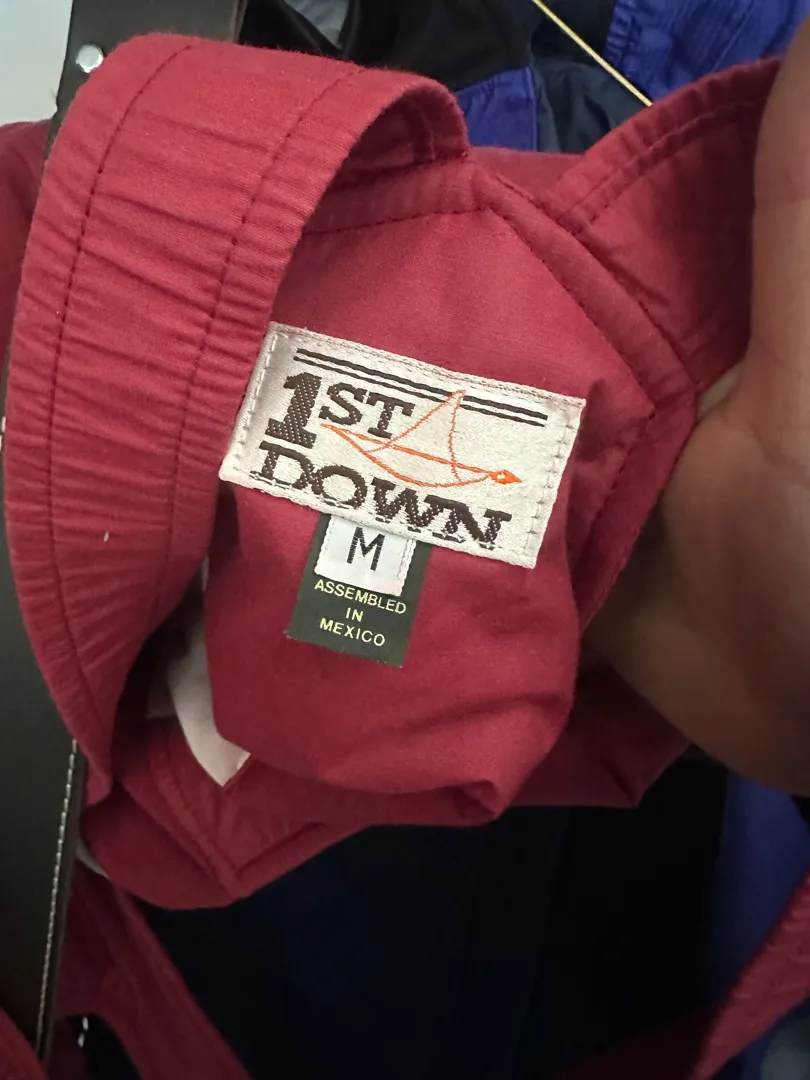 1ST
DOWN
M
ASSEMBLED
IN
MEXICO